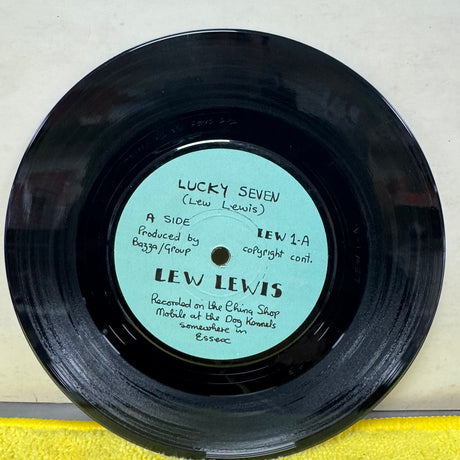 LUCKY SEVEN
(Lew Lewis)
A SIDE LEW 1-A
Produced by copyright cont.
Bazza/Group
LEW LEWIS
Recorded on the China Shop
Mobile at the Dog Kennels
somewhere in
Essex